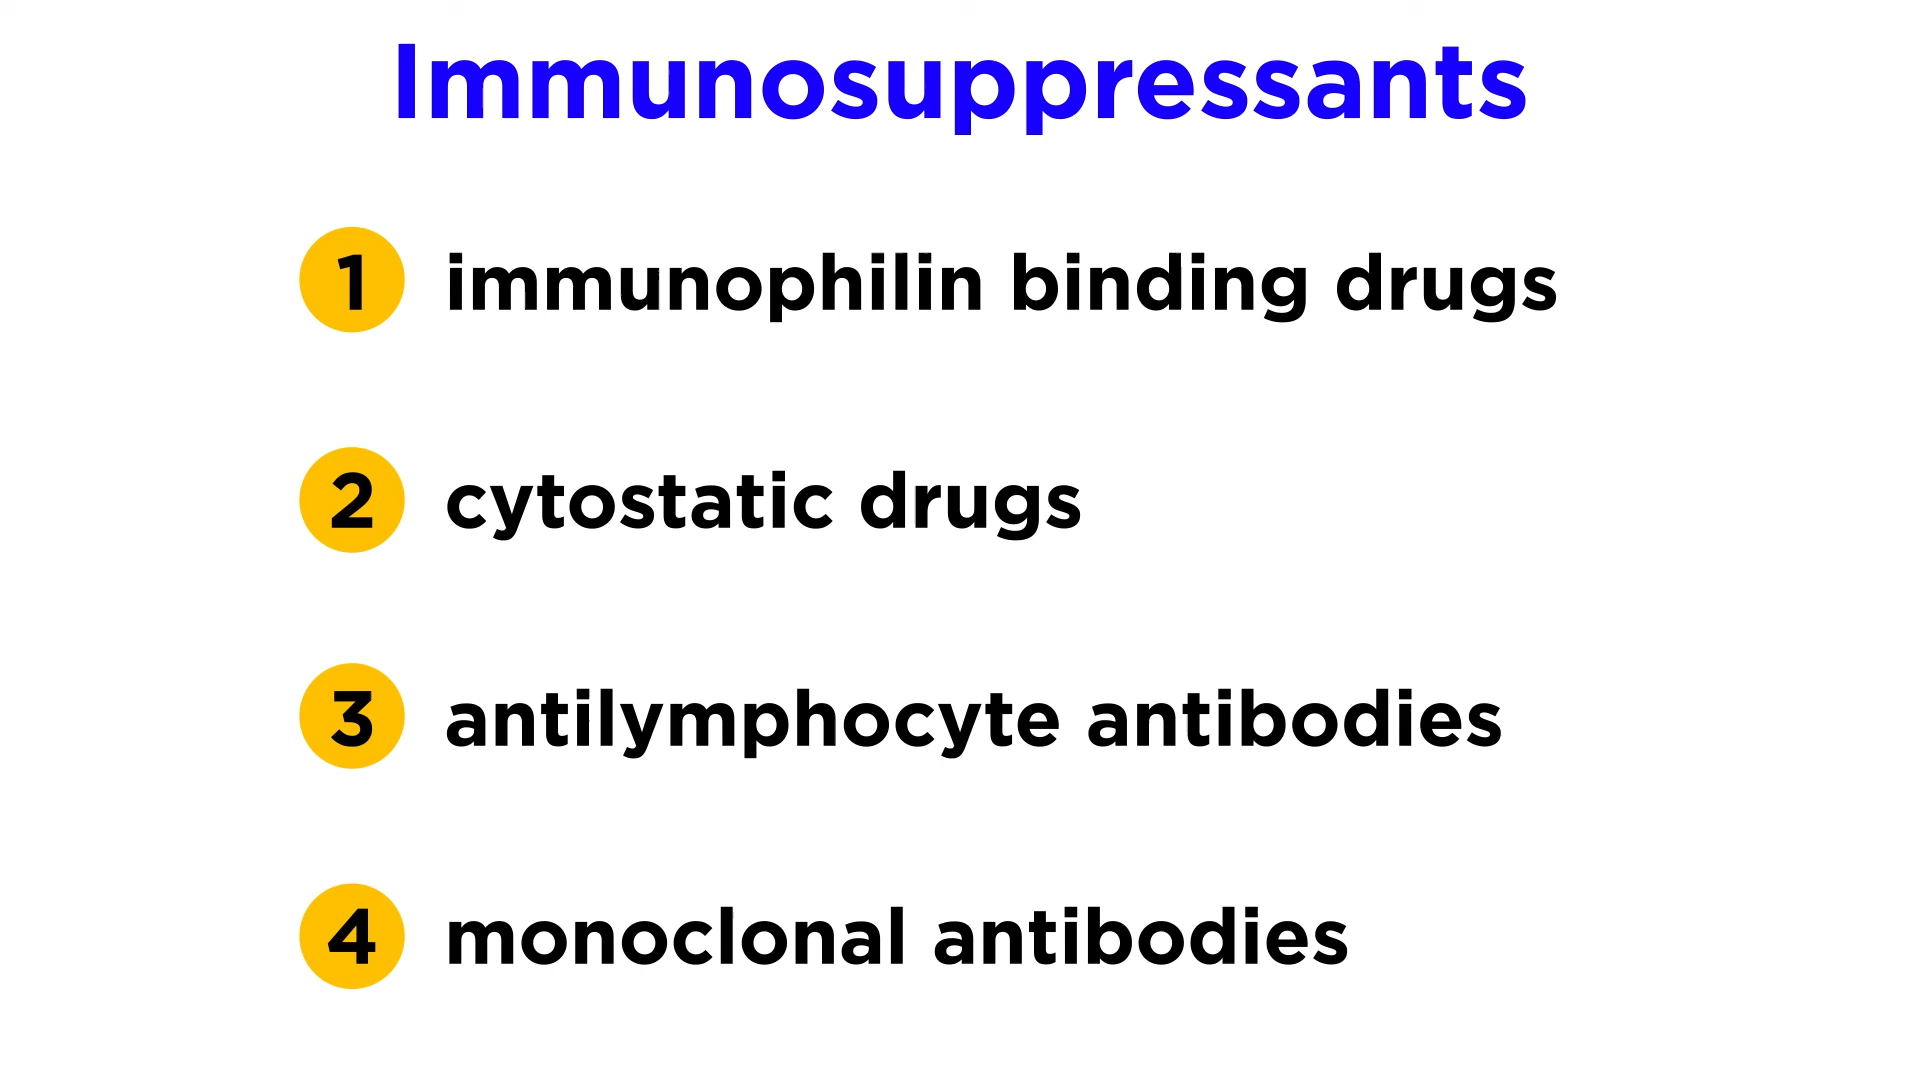 Immunosuppressants
1 immunophilin binding drugs
2 cytostatic drugs
3 antilymphocyte antibodies
4 monoclonal antibodies